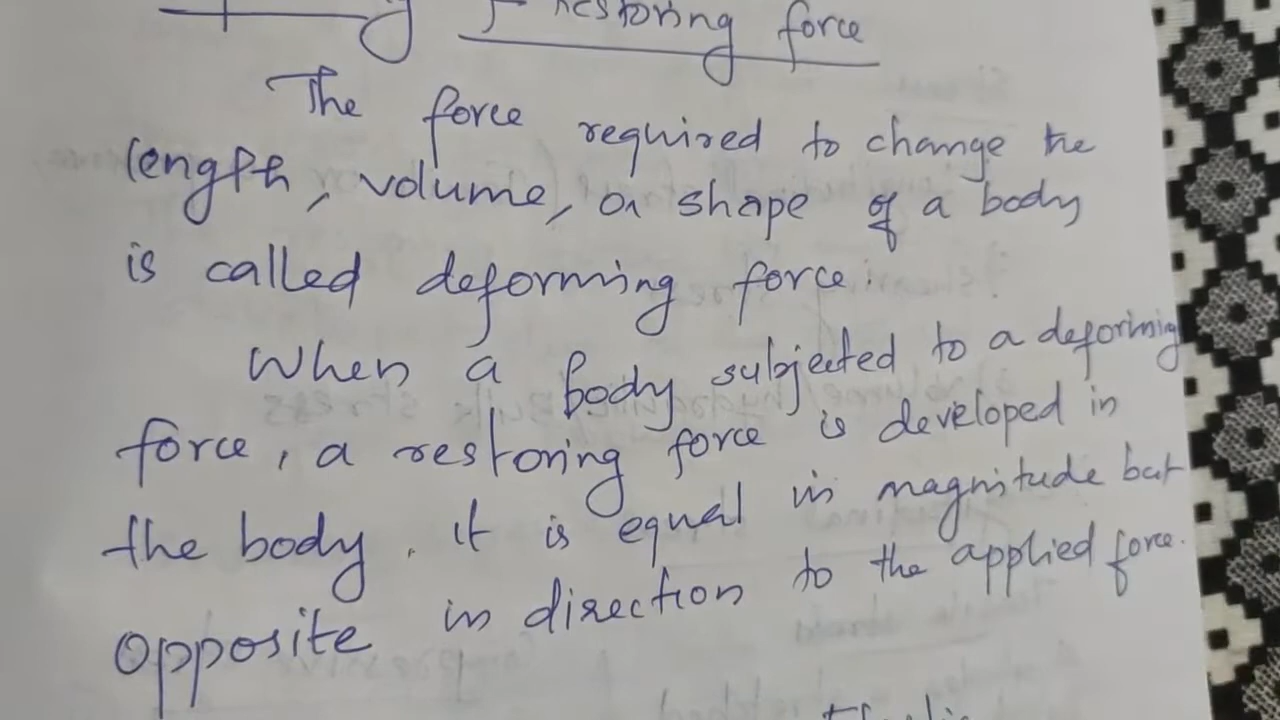 restoring force
The force required to change the
length, volume, or shape of a body
is called deforming force.
When a body subjected to a deforming
force, a restoring force is developed in
the body. it is equal in magnitude but
opposite in direction to the applied force.